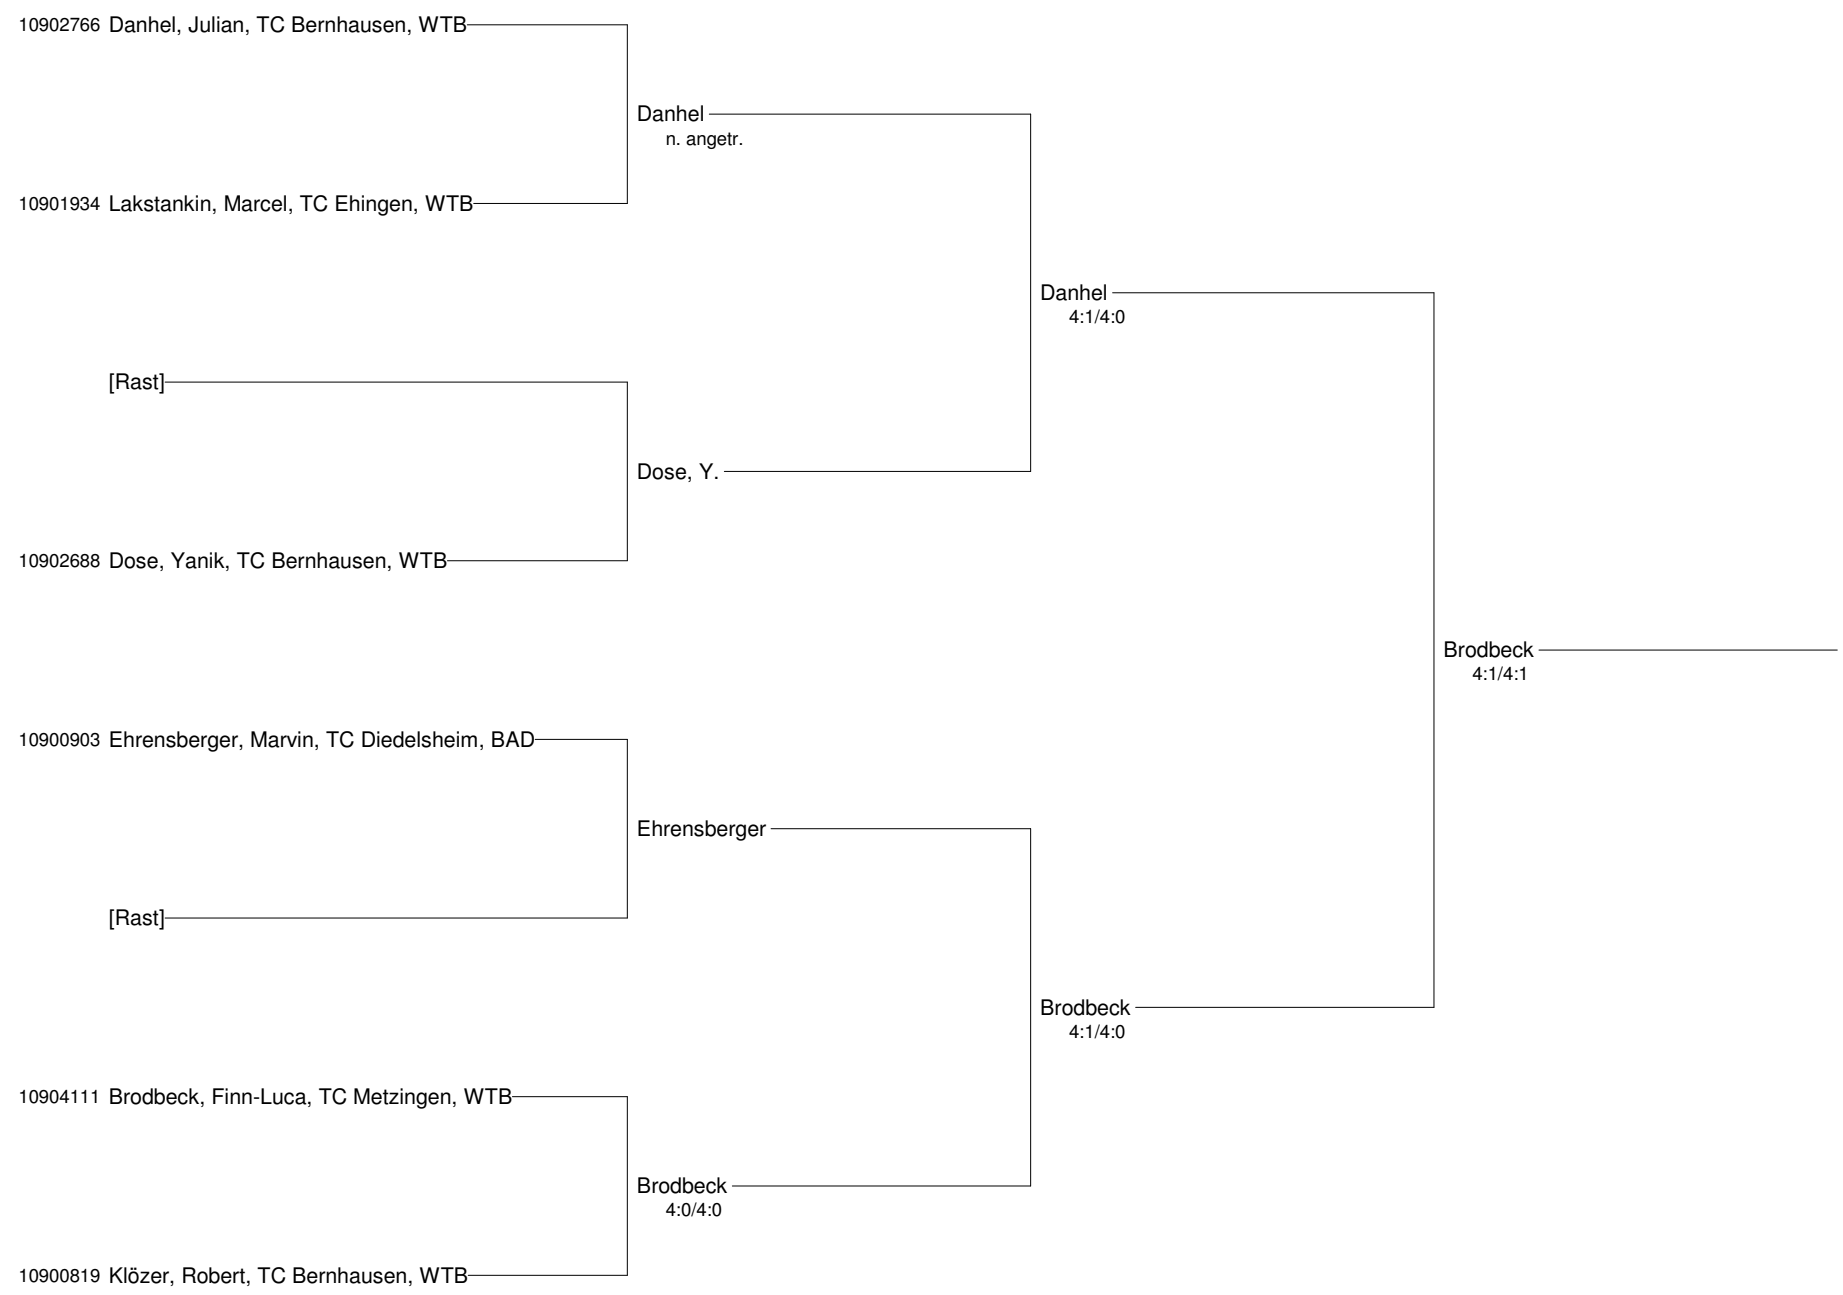 10902766 Danhel, Julian, TC Bernhausen, WTB
Danhel
n. angetr.
10901934 Lakstankin, Marcel, TC Ehingen, WTB
Danhel
4:1/4:0
[Rast]
Dose, Y.
10902688 Dose, Yanik, TC Bernhausen, WTB
Brodbeck
4:1/4:1
10900903 Ehrensberger, Marvin, TC Diedelsheim, BAD
Ehrensberger
[Rast]
Brodbeck
4:1/4:0
10904111 Brodbeck, Finn-Luca, TC Metzingen, WTB
Brodbeck
4:0/4:0
10900819 Klözer, Robert, TC Bernhausen, WTB